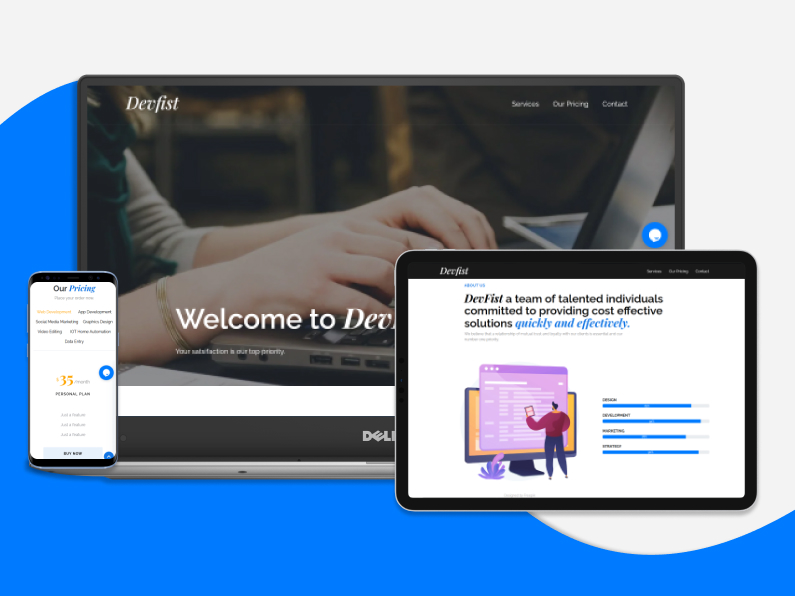 Devfist
Services Our Pricing Contact
Welcome to Dev
Your satisfaction is our top priority.
DELL
Our Pricing
Place your order now
Web Development App Development
Social Media Marketing Graphics Design
Video Editing IOT Home Automation
Data Entry
$35/month
PERSONAL PLAN
Just a feature
Just a feature
Just a feature
BUY NOW
Devfist
Services Our Pricing Contact
ABOUT US
DevFist a team of talented individuals
committed to providing cost effective
solutions quickly and effectively.
DESIGN
DEVELOPMENT
MARKETING
STRATEGY